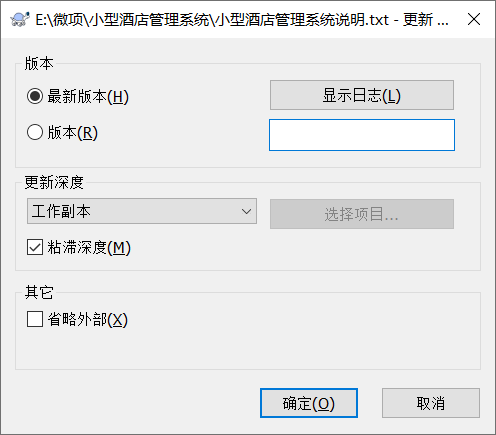 E:\微项\小型酒店管理系统\小型酒店管理系统说明.txt - 更新 ...
版本
最新版本(H)
显示日志(L)
版本(R)
更新深度
工作副本
选择项目...
粘滞深度(M)
其它
省略外部(X)
确定(O)
取消